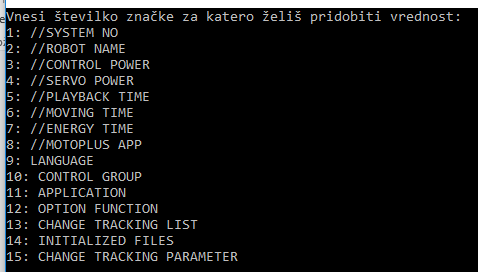 Vnesi številko značke za katero želiš pridobiti vrednost:
1: //SYSTEM NO
2: //ROBOT NAME
3: //CONTROL POWER
4: //SERVO POWER
5: //PLAYBACK TIME
6: //MOVING TIME
7: //ENERGY TIME
8: //MOTOPLUS APP
9: LANGUAGE
10: CONTROL GROUP
11: APPLICATION
12: OPTION FUNCTION
13: CHANGE TRACKING LIST
14: INITIALIZED FILES
15: CHANGE TRACKING PARAMETER